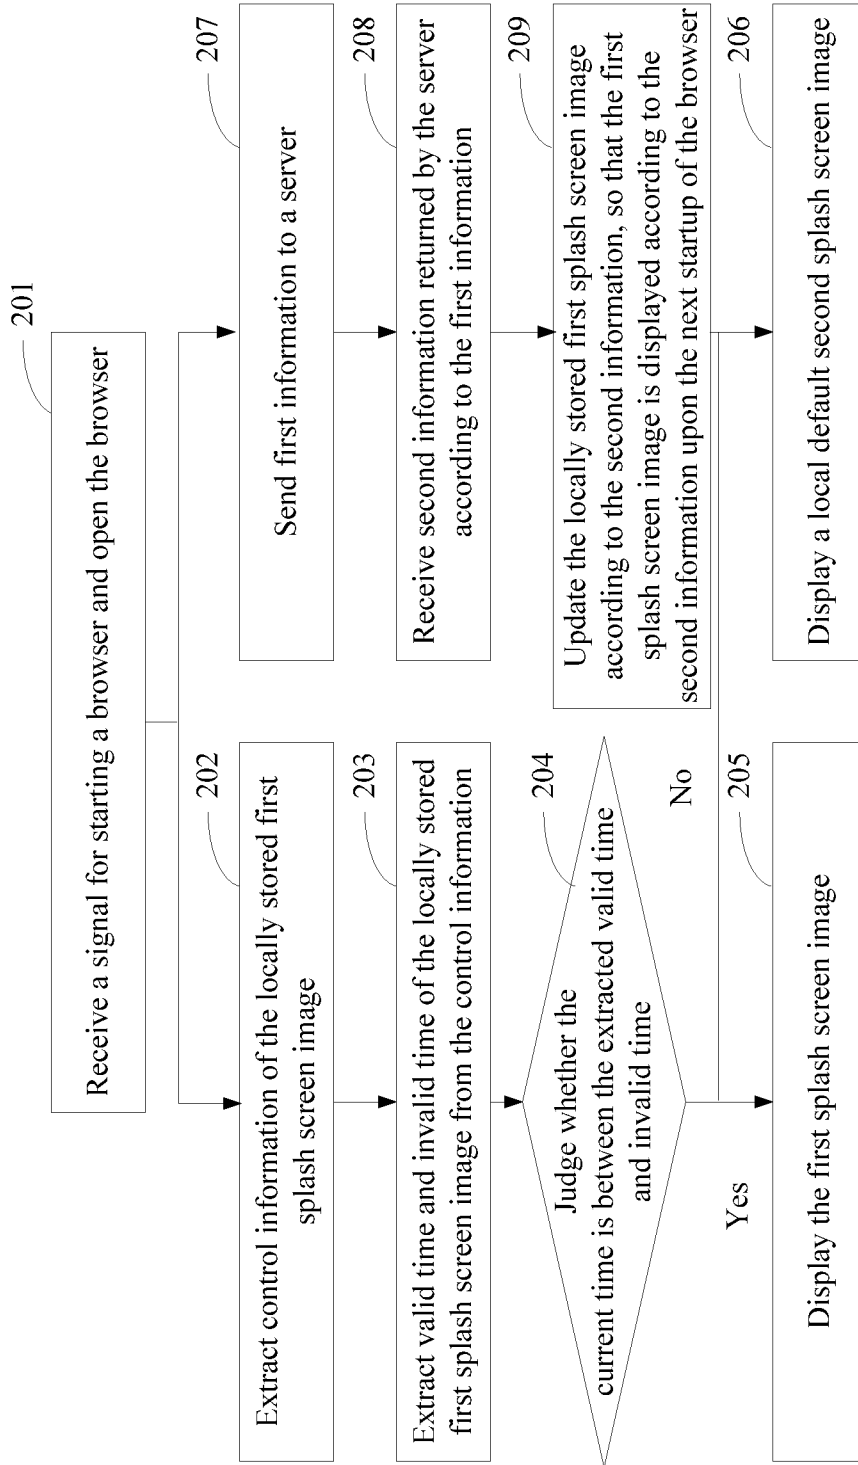 201
Receive a signal for starting a browser and open the browser
202
Extract control information of the locally stored first
splash screen image
207
Send first information to a server
203
Extract valid time and invalid time of the locally stored
first splash screen image from the control information
208
Receive second information returned by the server
according to the first information
204
Judge whether the
current time is between the extracted valid time
and invalid time
209
Update the locally stored first splash screen image
according to the second information, so that the first
splash screen image is displayed according to the
second information upon the next startup of the browser
No
Yes
205
Display the first splash screen image
206
Display a local default second splash screen image